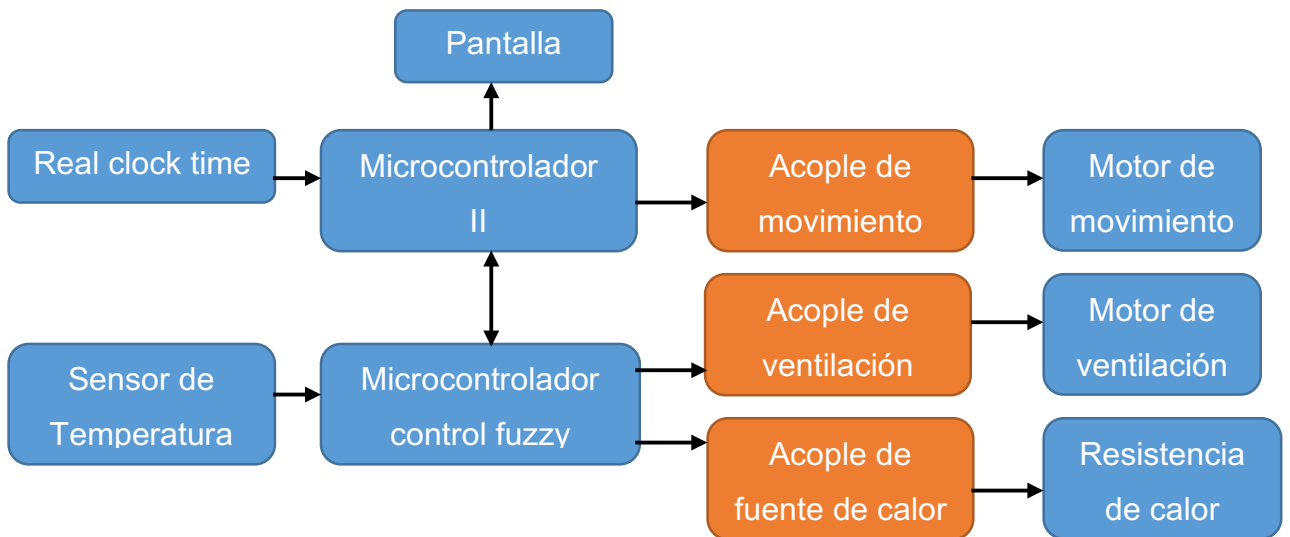 Pantalla
Real clock time
Microcontrolador
II
Acople de
movimiento
Motor de
movimiento
Acople de
ventilación
Motor de
ventilación
Sensor de
Temperatura
Microcontrolador
control fuzzy
Acople de
fuente de calor
Resistencia
de calor